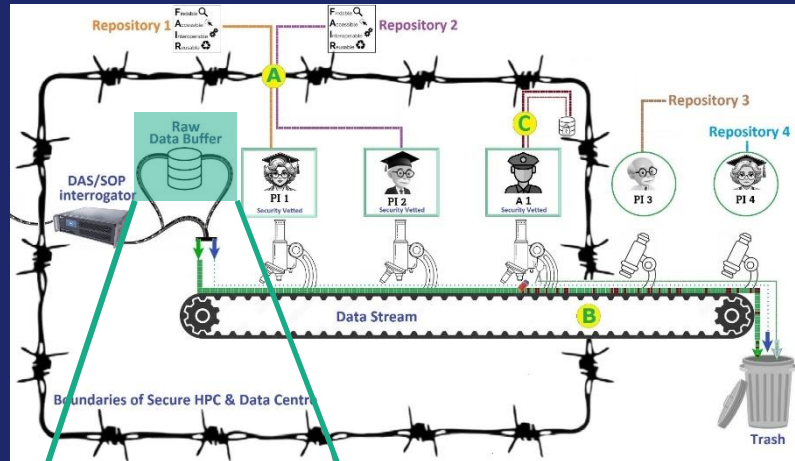 Repository 1
Findable
Accessible
Interoperable
Reusable
Findable
Accessible
Interoperable
Reusable
Repository 2
A
Raw
Data Buffer
DAS/SOP
interrogator
C
Repository 3
Repository 4
PI 1
Security Vetted
PI 2
Security Vetted
A 1
Security Vetted
PI 3
PI 4
Data Stream
B
Boundaries of Secure HPC & Data Centre
Trash